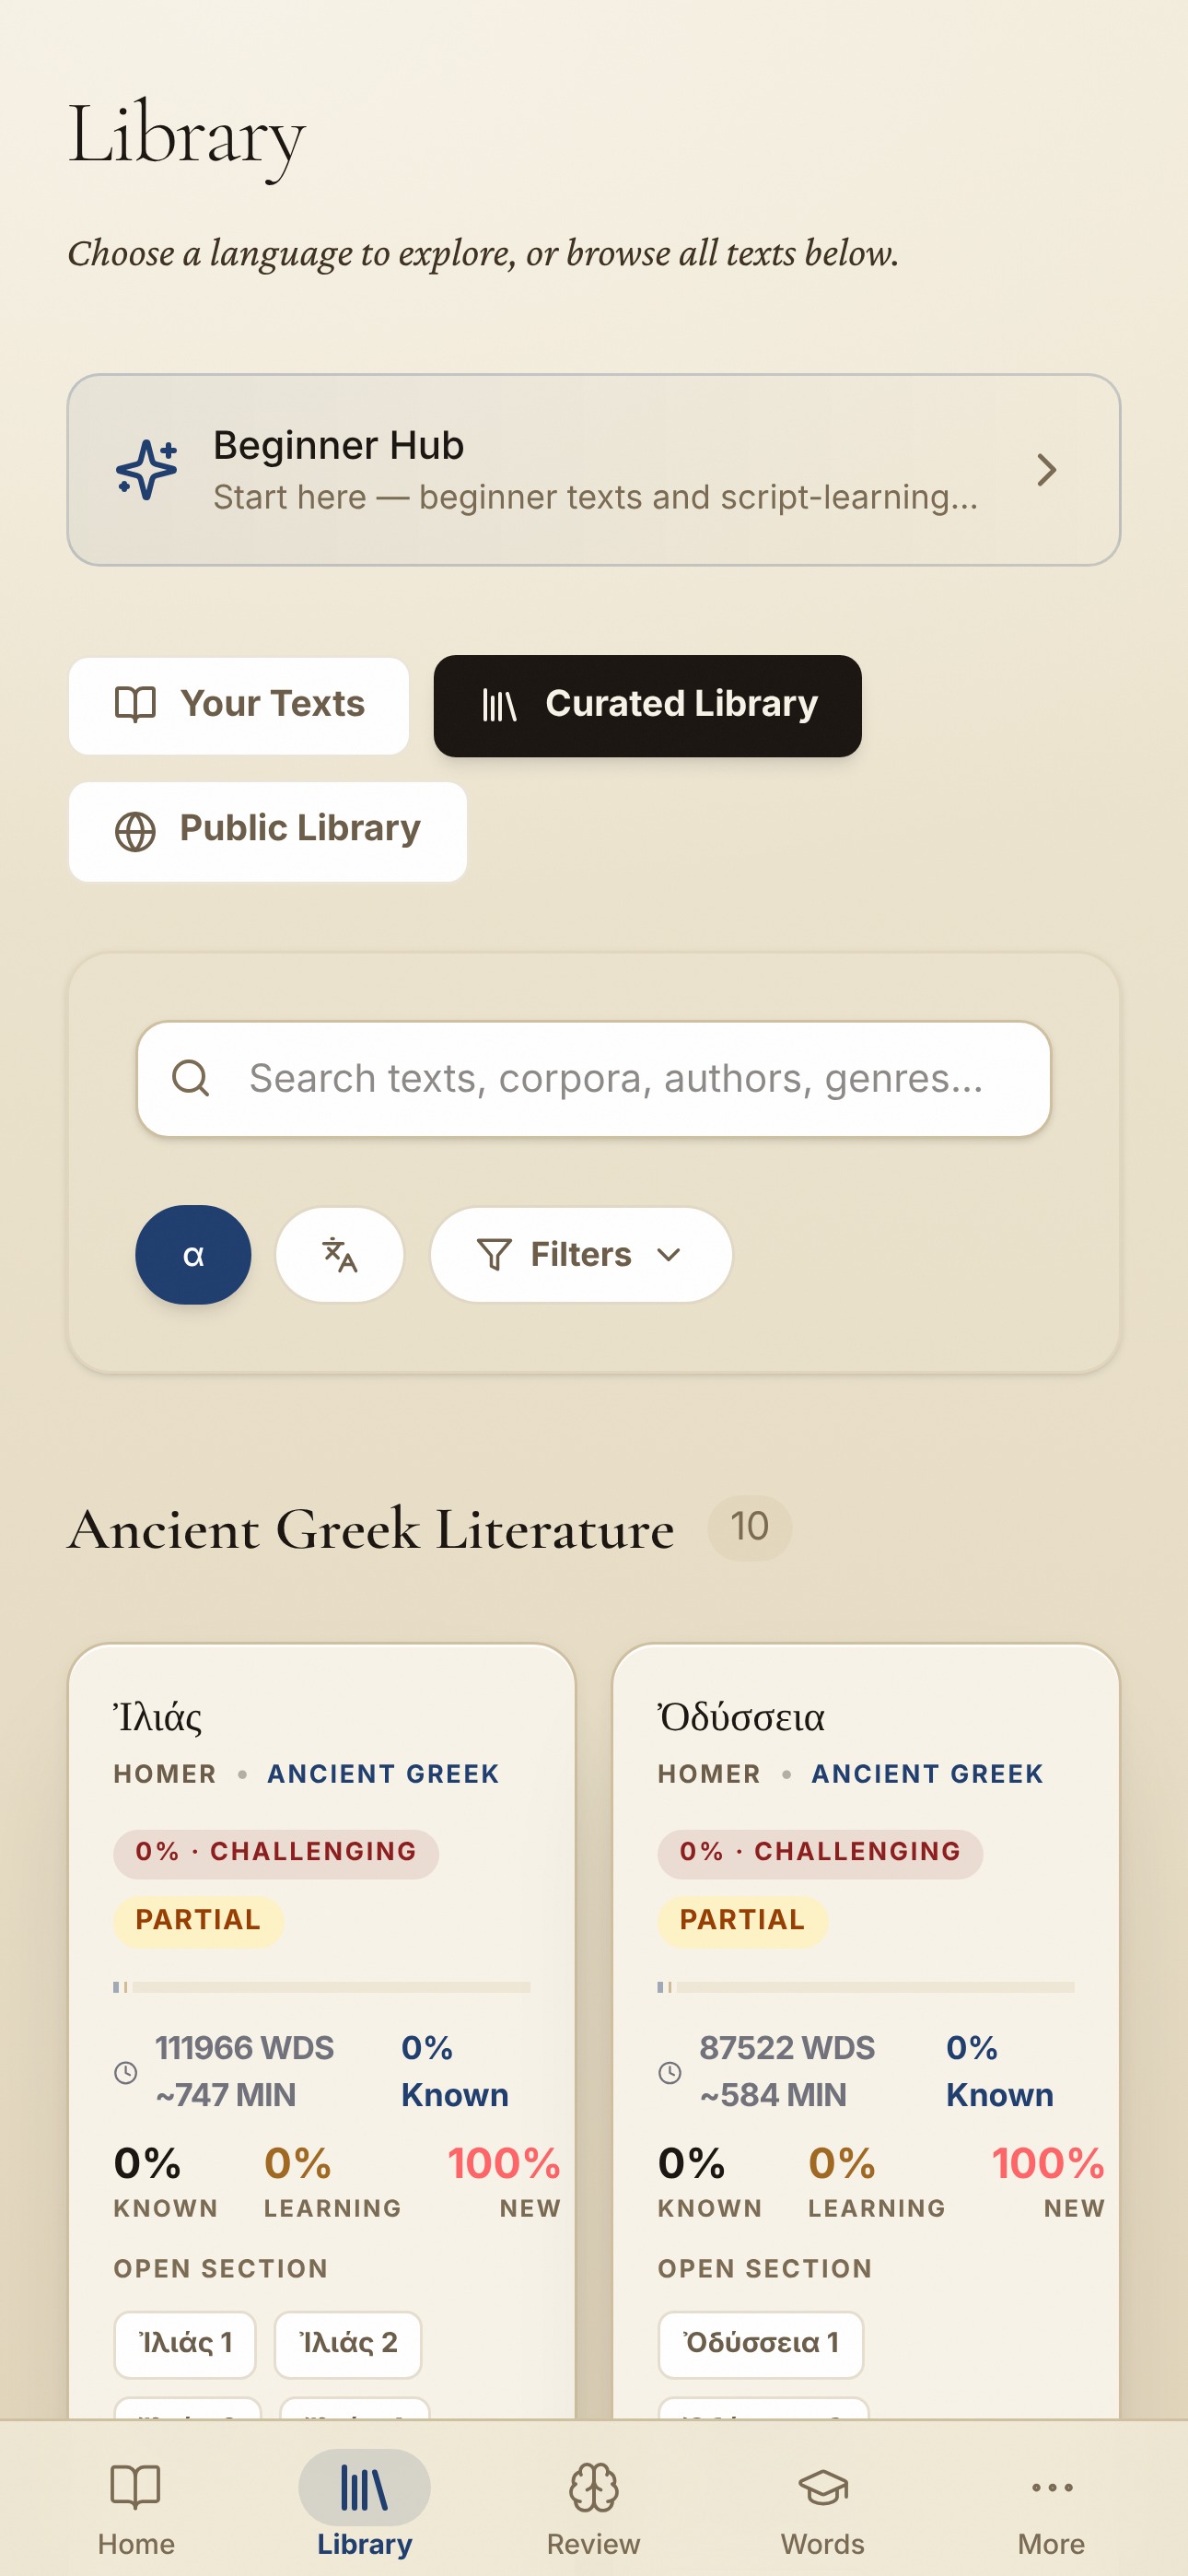 Library
Choose a language to explore, or browse all texts below.
Beginner Hub
Start here — beginner texts and script-learning...
Your Texts
Curated Library
Public Library
Search texts, corpora, authors, genres...
α
Filters
Ancient Greek Literature 10
Ἰλιάς
HOMER • ANCIENT GREEK
0% · CHALLENGING
PARTIAL
111966 WDS
~747 MIN
0%
Known
0% 0% 100%
KNOWN LEARNING NEW
OPEN SECTION
Ἰλιάς 1 Ἰλιάς 2
Ὀδύσσεια
HOMER • ANCIENT GREEK
0% · CHALLENGING
PARTIAL
87522 WDS
~584 MIN
0%
Known
0% 0% 100%
KNOWN LEARNING NEW
OPEN SECTION
Ὀδύσσεια 1
Home
Library
Review
Words
More